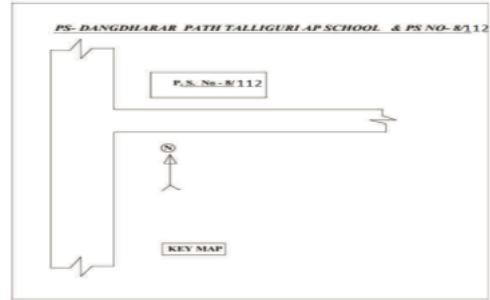 PS- DANGDHARAR PATH TALLIGURI AP SCHOOL & PS NO- 8/112
P.S. No - 8/112
N
KEY MAP